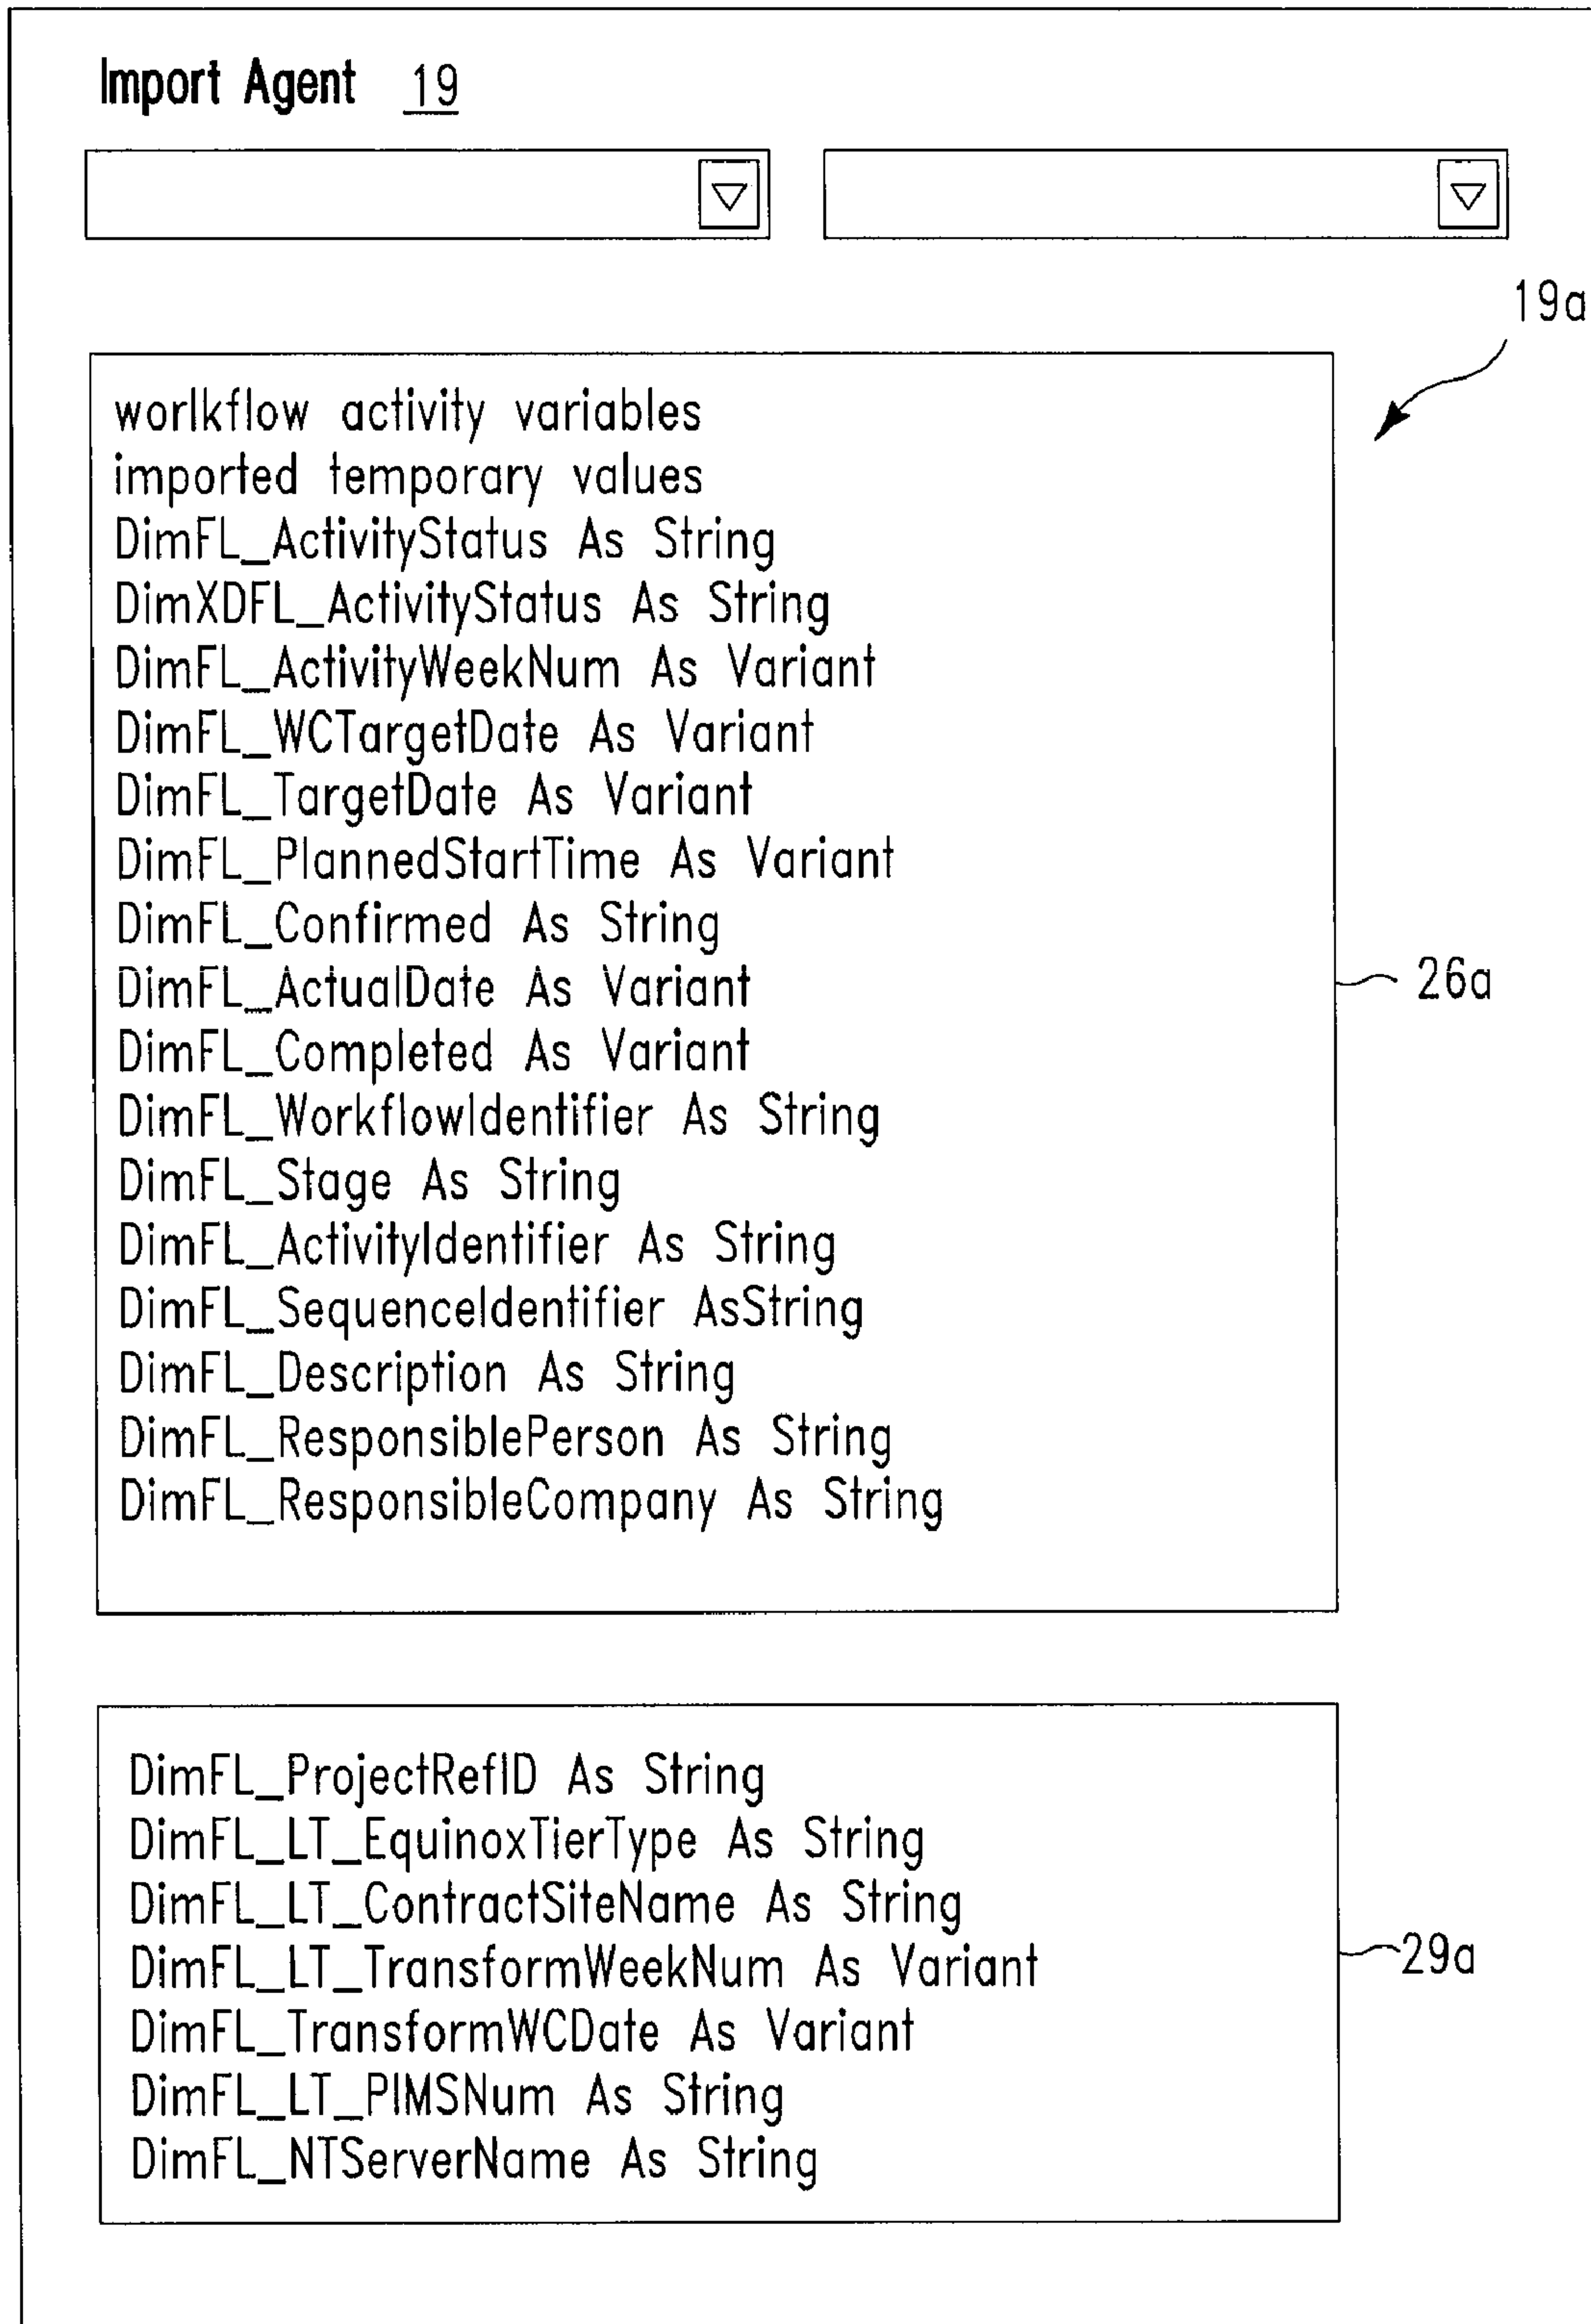 Import Agent 19
19a
worlkflow activity variables
imported temporary values
DimFL_ActivityStatus As String
DimXDFL_ActivityStatus As String
DimFL_ActivityWeekNum As Variant
DimFL_WCTargetDate As Variant
DimFL_TargetDate As Variant
DimFL_PlannedStartTime As Variant
DimFL_Confirmed As String
DimFL_ActualDate As Variant
26a
DimFL_Completed As Variant
DimFL_WorkflowIdentifier As String
DimFL_Stage As String
DimFL_ActivityIdentifier As String
DimFL_SequenceIdentifier AsString
DimFL_Description As String
DimFL_ResponsiblePerson As String
DimFL_ResponsibleCompany As String
DimFL_ProjectRefID As String
DimFL_LT_EquinoxTierType As String
DimFL_LT_ContractSiteName As String
DimFL_LT_TransformWeekNum As Variant
29a
DimFL_TransformWCDate As Variant
DimFL_LT_PIMSNum As String
DimFL_NTServerName As String